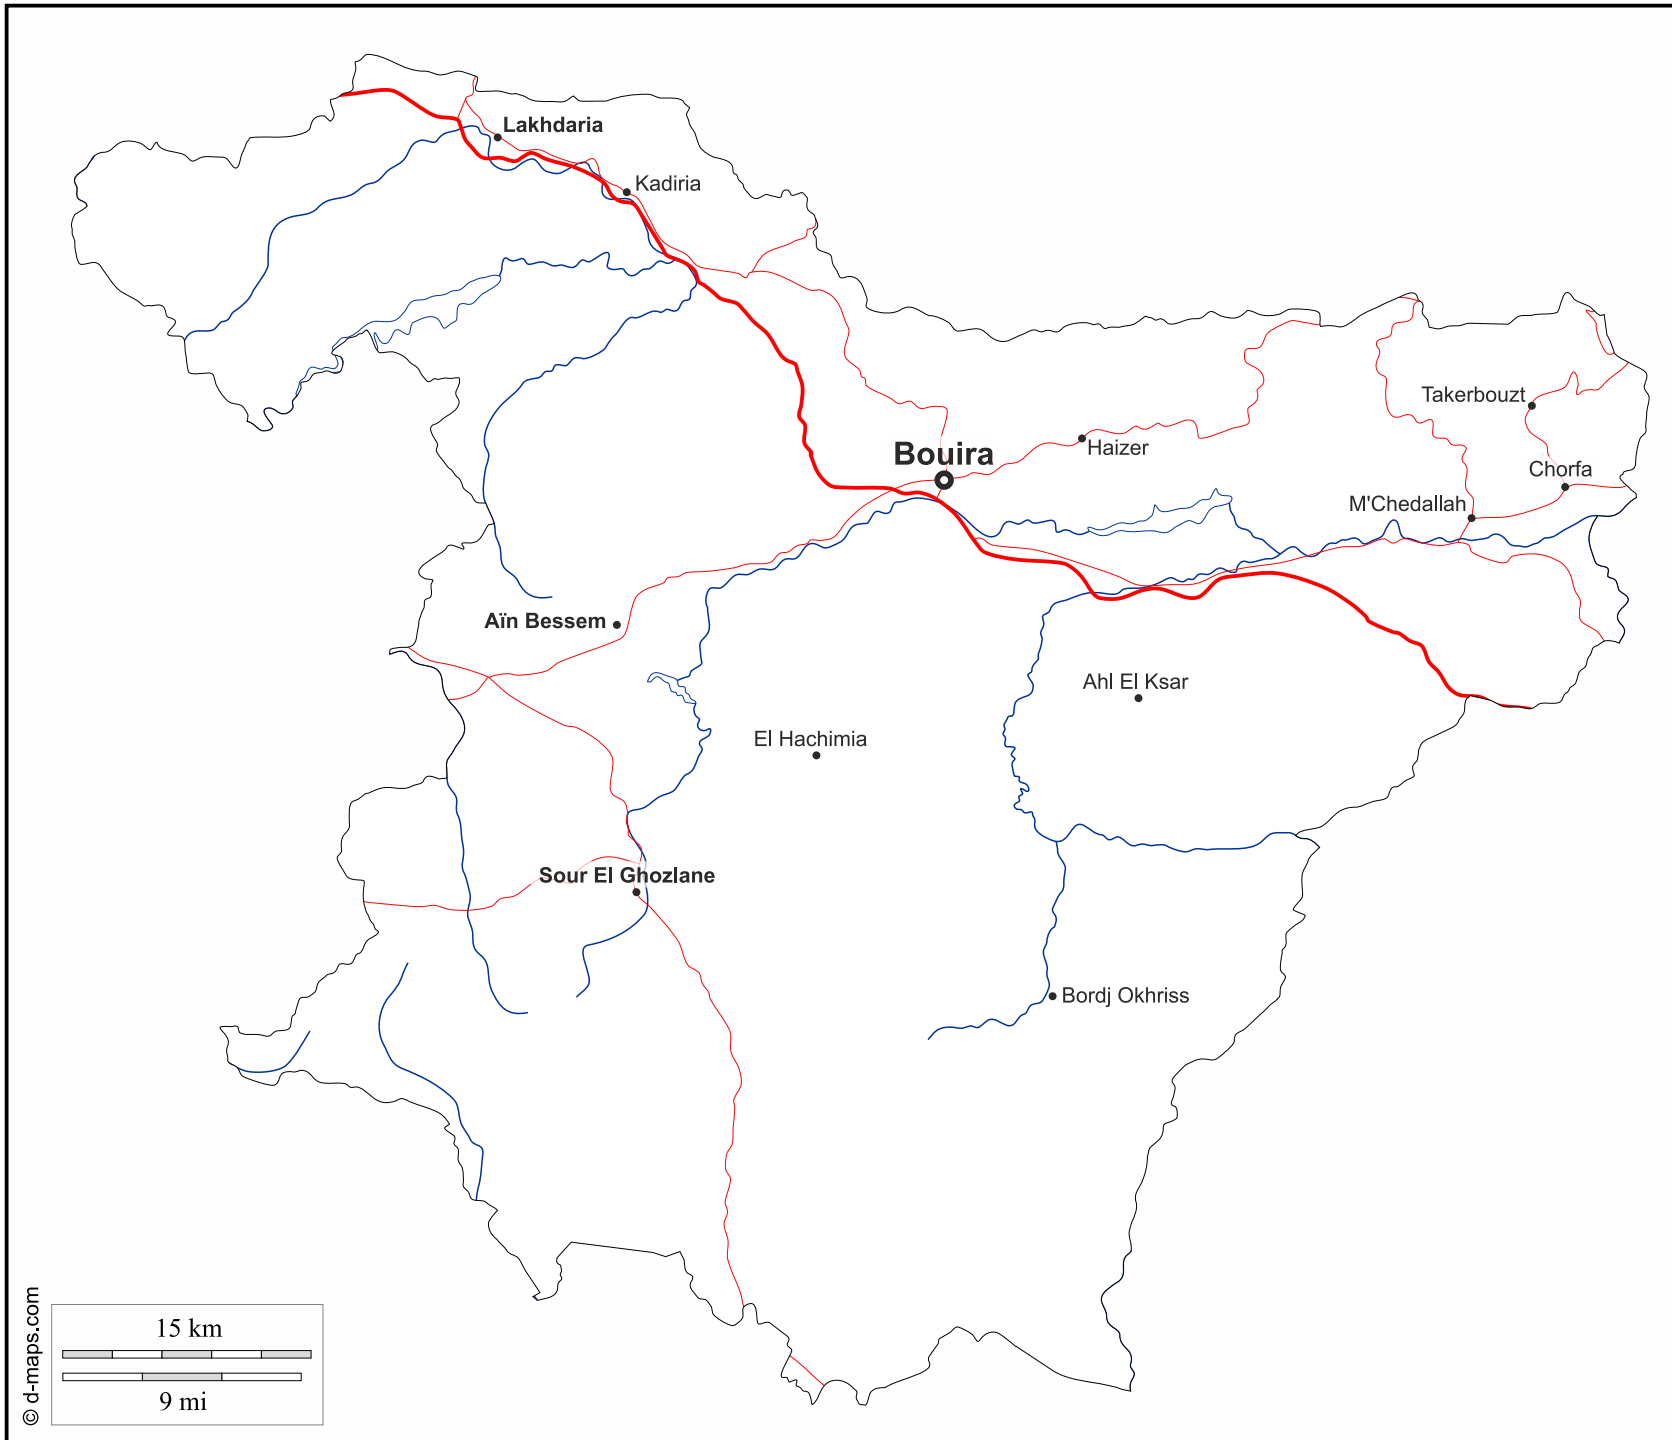 Lakhdaria
Kadiria
Takerbouzt
Bouira
Haizer
Chorfa
M'Chedallah
Aïn Bessem
Ahl El Ksar
El Hachimia
Sour El Ghozlane
Bordj Okhriss
15 km
9 mi
© d-maps.com